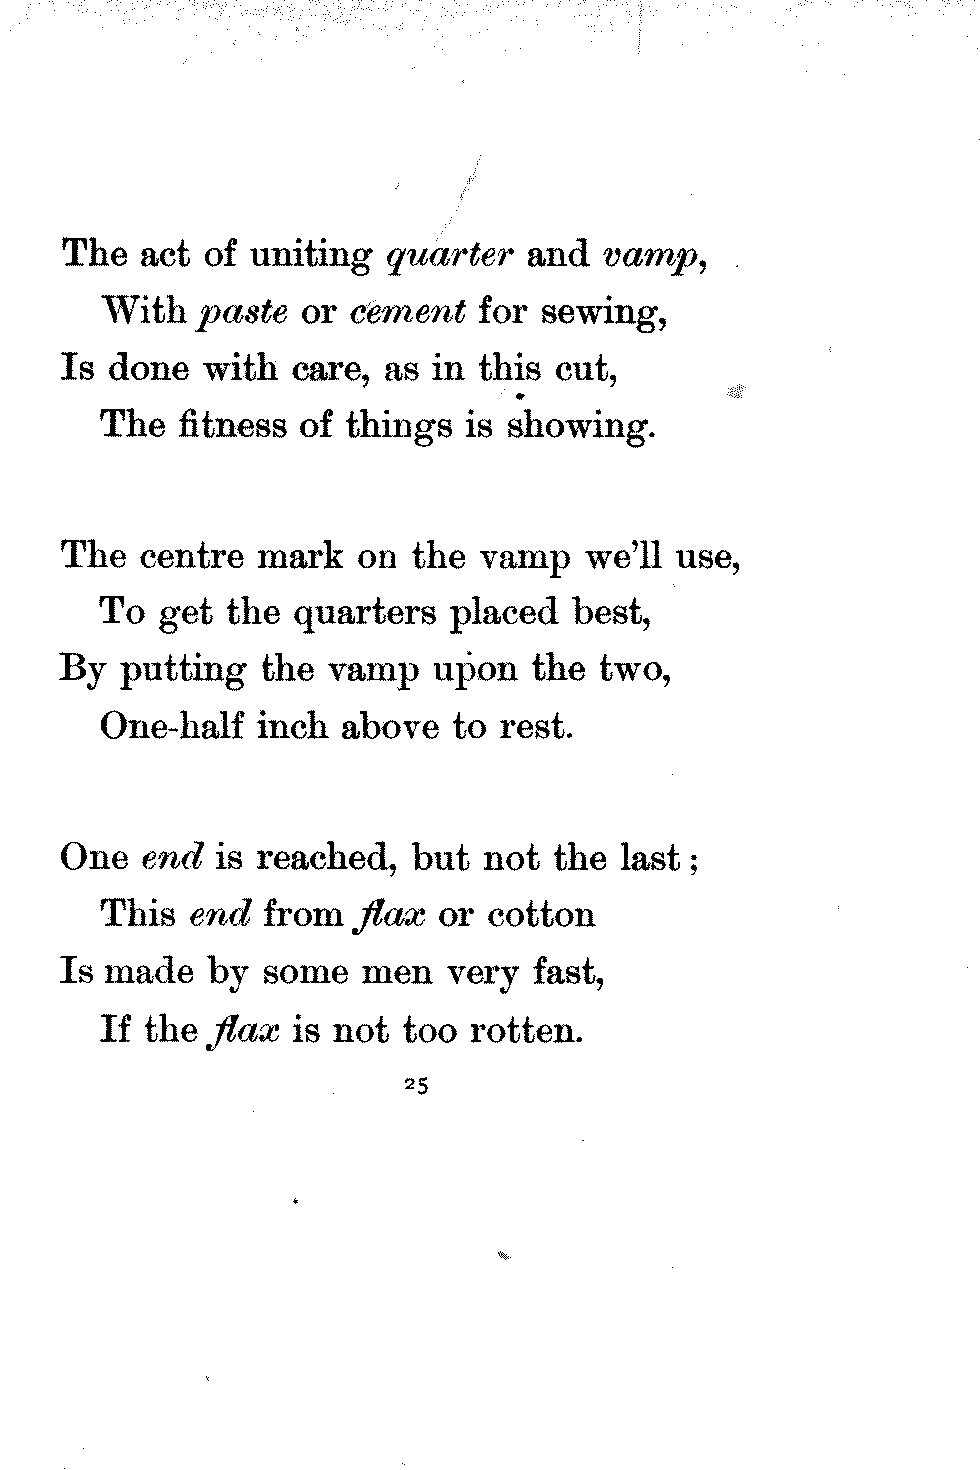 The act of uniting quarter and vamp,
With paste or cement for sewing,
Is done with care, as in this cut,
The fitness of things is showing.
The centre mark on the vamp we'll use,
To get the quarters placed best,
By putting the vamp upon the two,
One-half inch above to rest.
One end is reached, but not the last;
This end from flax or cotton
Is made by some men very fast,
If the flax is not too rotten.
25